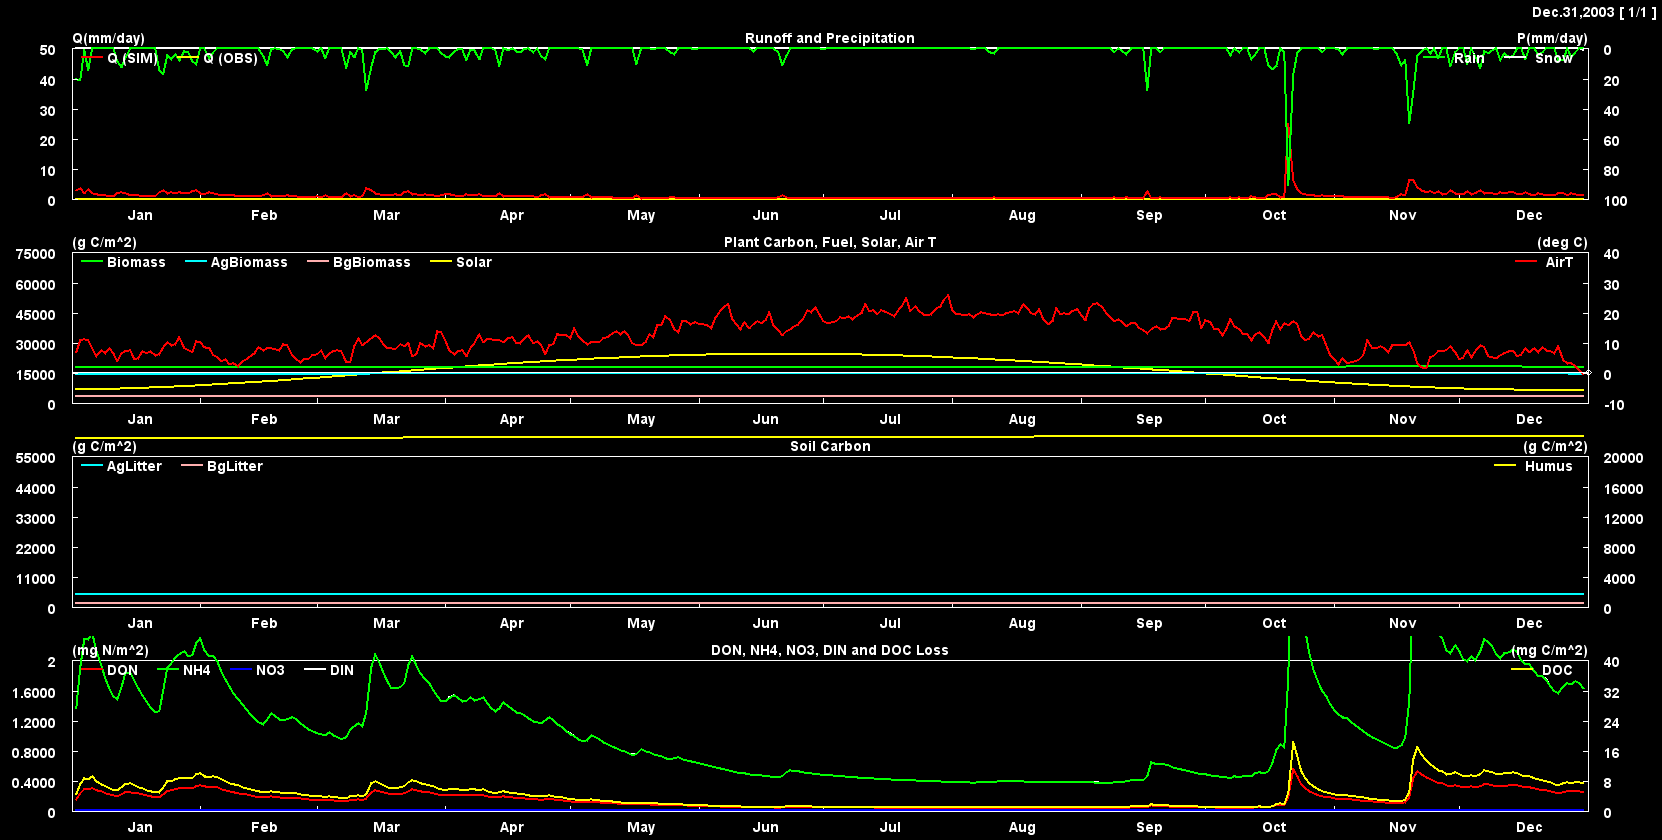 Dec.31,2003 [ 1/1 ]
Q(mm/day) Runoff and Precipitation P(mm/day)
50 0
Q (SIM) Q (OBS) Rain Snow
40 20
30 40
20 60
10 80
0 100
Jan Feb Mar Apr May Jun Jul Aug Sep Oct Nov Dec
(g C/m^2) Plant Carbon, Fuel, Solar, Air T (deg C)
75000 40
Biomass AgBiomass BgBiomass Solar AirT
60000 30
45000 20
30000 10
15000 0
0 -10
Jan Feb Mar Apr May Jun Jul Aug Sep Oct Nov Dec
(g C/m^2) Soil Carbon (g C/m^2)
55000 20000
AgLitter BgLitter Humus
44000 16000
33000 12000
22000 8000
11000 4000
0 0
Jan Feb Mar Apr May Jun Jul Aug Sep Oct Nov Dec
(mg N/m^2) DON, NH4, NO3, DIN and DOC Loss (mg C/m^2)
2 40
DON NH4 NO3 DIN DOC
1.6000 32
1.2000 24
0.8000 16
0.4000 8
0 0
Jan Feb Mar Apr May Jun Jul Aug Sep Oct Nov Dec